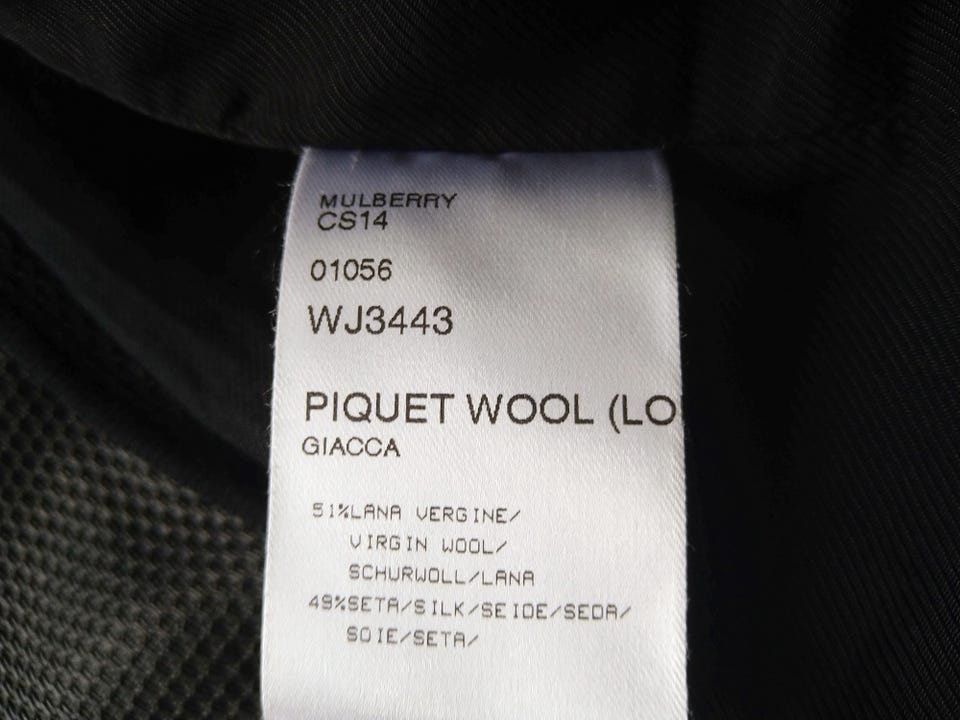 MULBERRY
CS14
01056
WJ3443
PIQUET WOOL (LO
GIACCA
51%LANA VERGINE/
VIRGIN WOOL/
SCHURWOLL/LANA
49%SETA/SILK/SEIDE/SEDA/
SOIE/SETA/